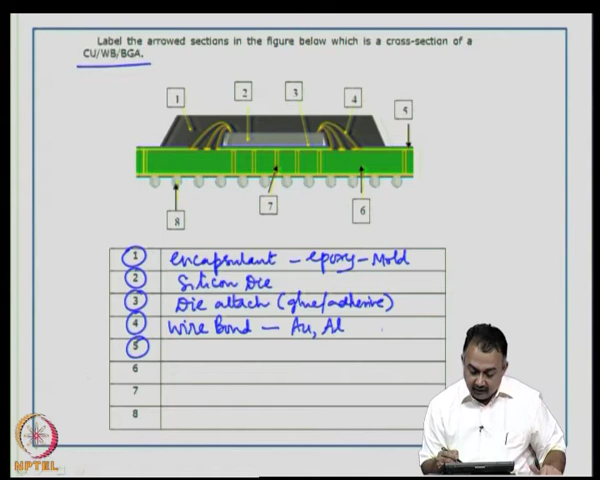 Label the arrowed sections in the figure below which is a cross-section of a
CU/WB/BGA.
1
2
3
4
5
8
7
6
1 encapsulant - epoxy - Mold
2 Silicon Die
3 Die attach (glue/adhesive)
4 Wire Bond - Au, Al
5
6
7
8
NPTEL